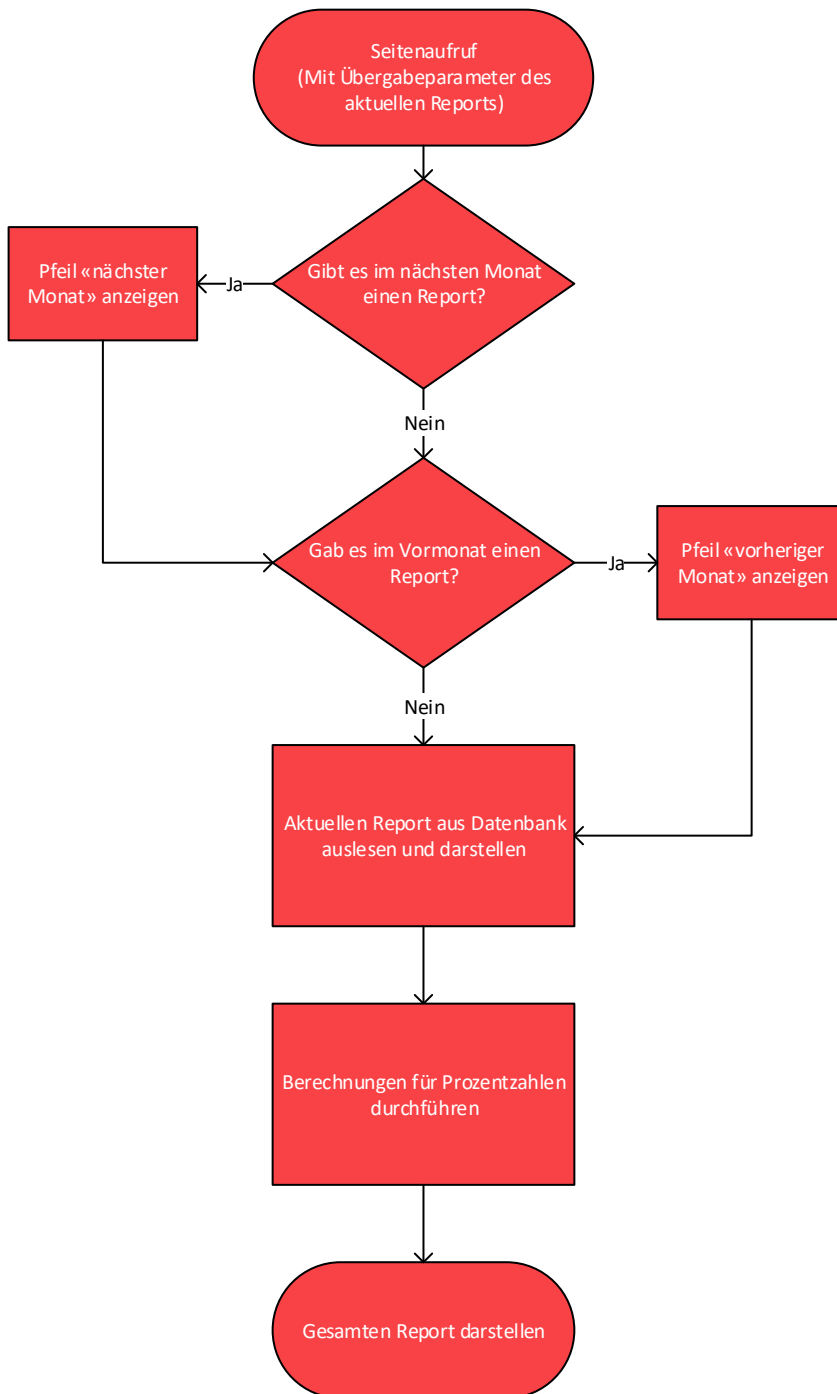 Seitenaufruf
(Mit Übergabeparameter des
aktuellen Reports)
Gibt es im nächsten Monat
einen Report?
Ja
Pfeil «nächster
Monat» anzeigen
Nein
Gab es im Vormonat einen
Report?
Ja
Pfeil «vorheriger
Monat» anzeigen
Nein
Aktuellen Report aus Datenbank
auslesen und darstellen
Berechnungen für Prozentzahlen
durchführen
Gesamten Report darstellen